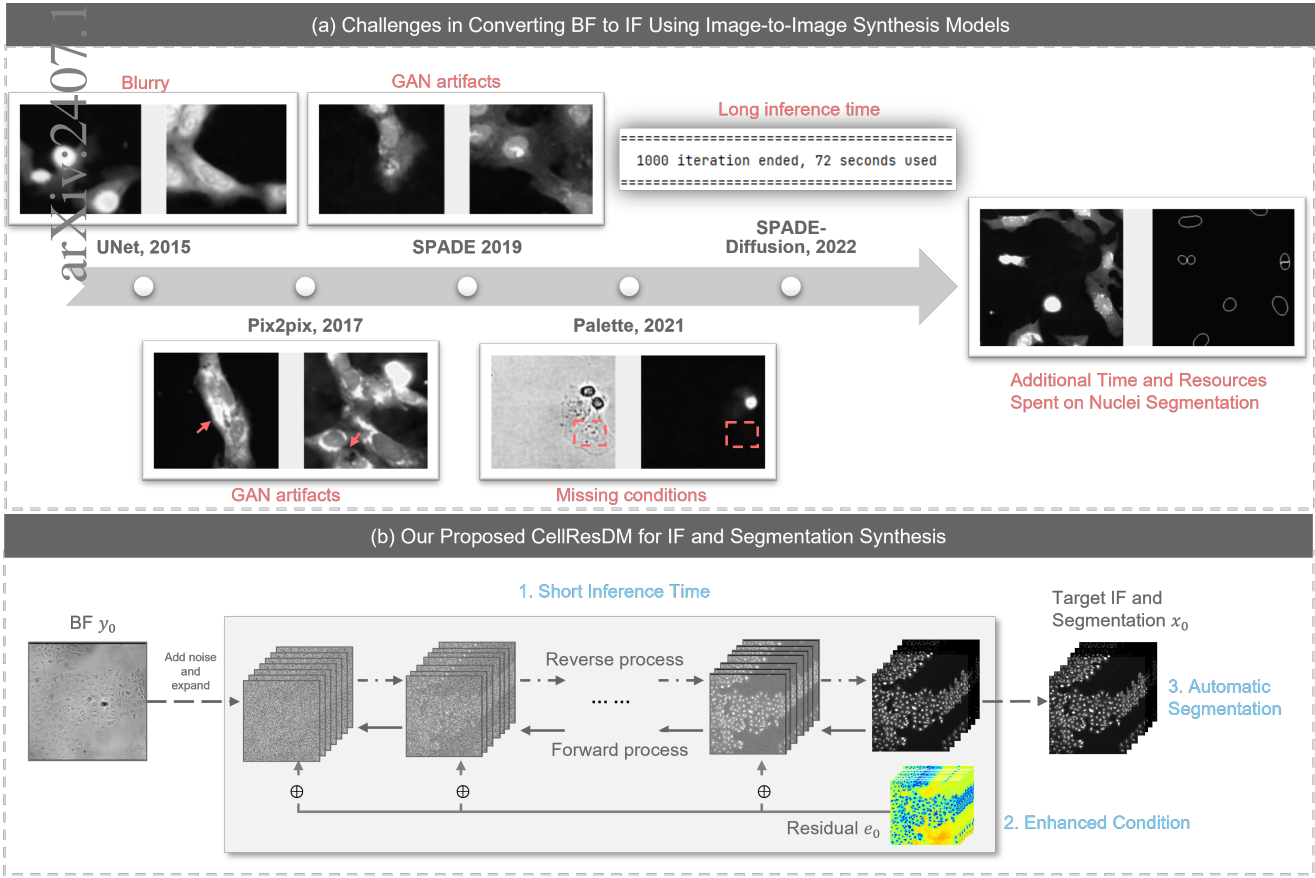 (a) Challenges in Converting BF to IF Using Image-to-Image Synthesis Models
arXiv:2407.1
Blurry
GAN artifacts
Long inference time
=========================================
1000 iteration ended, 72 seconds used
=========================================
UNet, 2015
SPADE 2019
SPADE-
Diffusion, 2022
Pix2pix, 2017
Palette, 2021
GAN artifacts
Missing conditions
Additional Time and Resources
Spent on Nuclei Segmentation
(b) Our Proposed CellResDM for IF and Segmentation Synthesis
1. Short Inference Time
BF y₀
Add noise
and
expand
Reverse process
... ...
Forward process
⊕
⊕
⊕
Residual e₀
Target IF and
Segmentation x₀
3. Automatic
Segmentation
2. Enhanced Condition